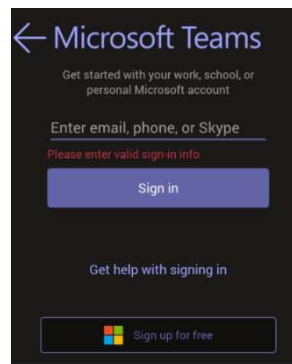 Microsoft Teams
Get started with your work, school, or
personal Microsoft account
Enter email, phone, or Skype
Please enter valid sign-in info
Sign in
Get help with signing in
Sign up for free